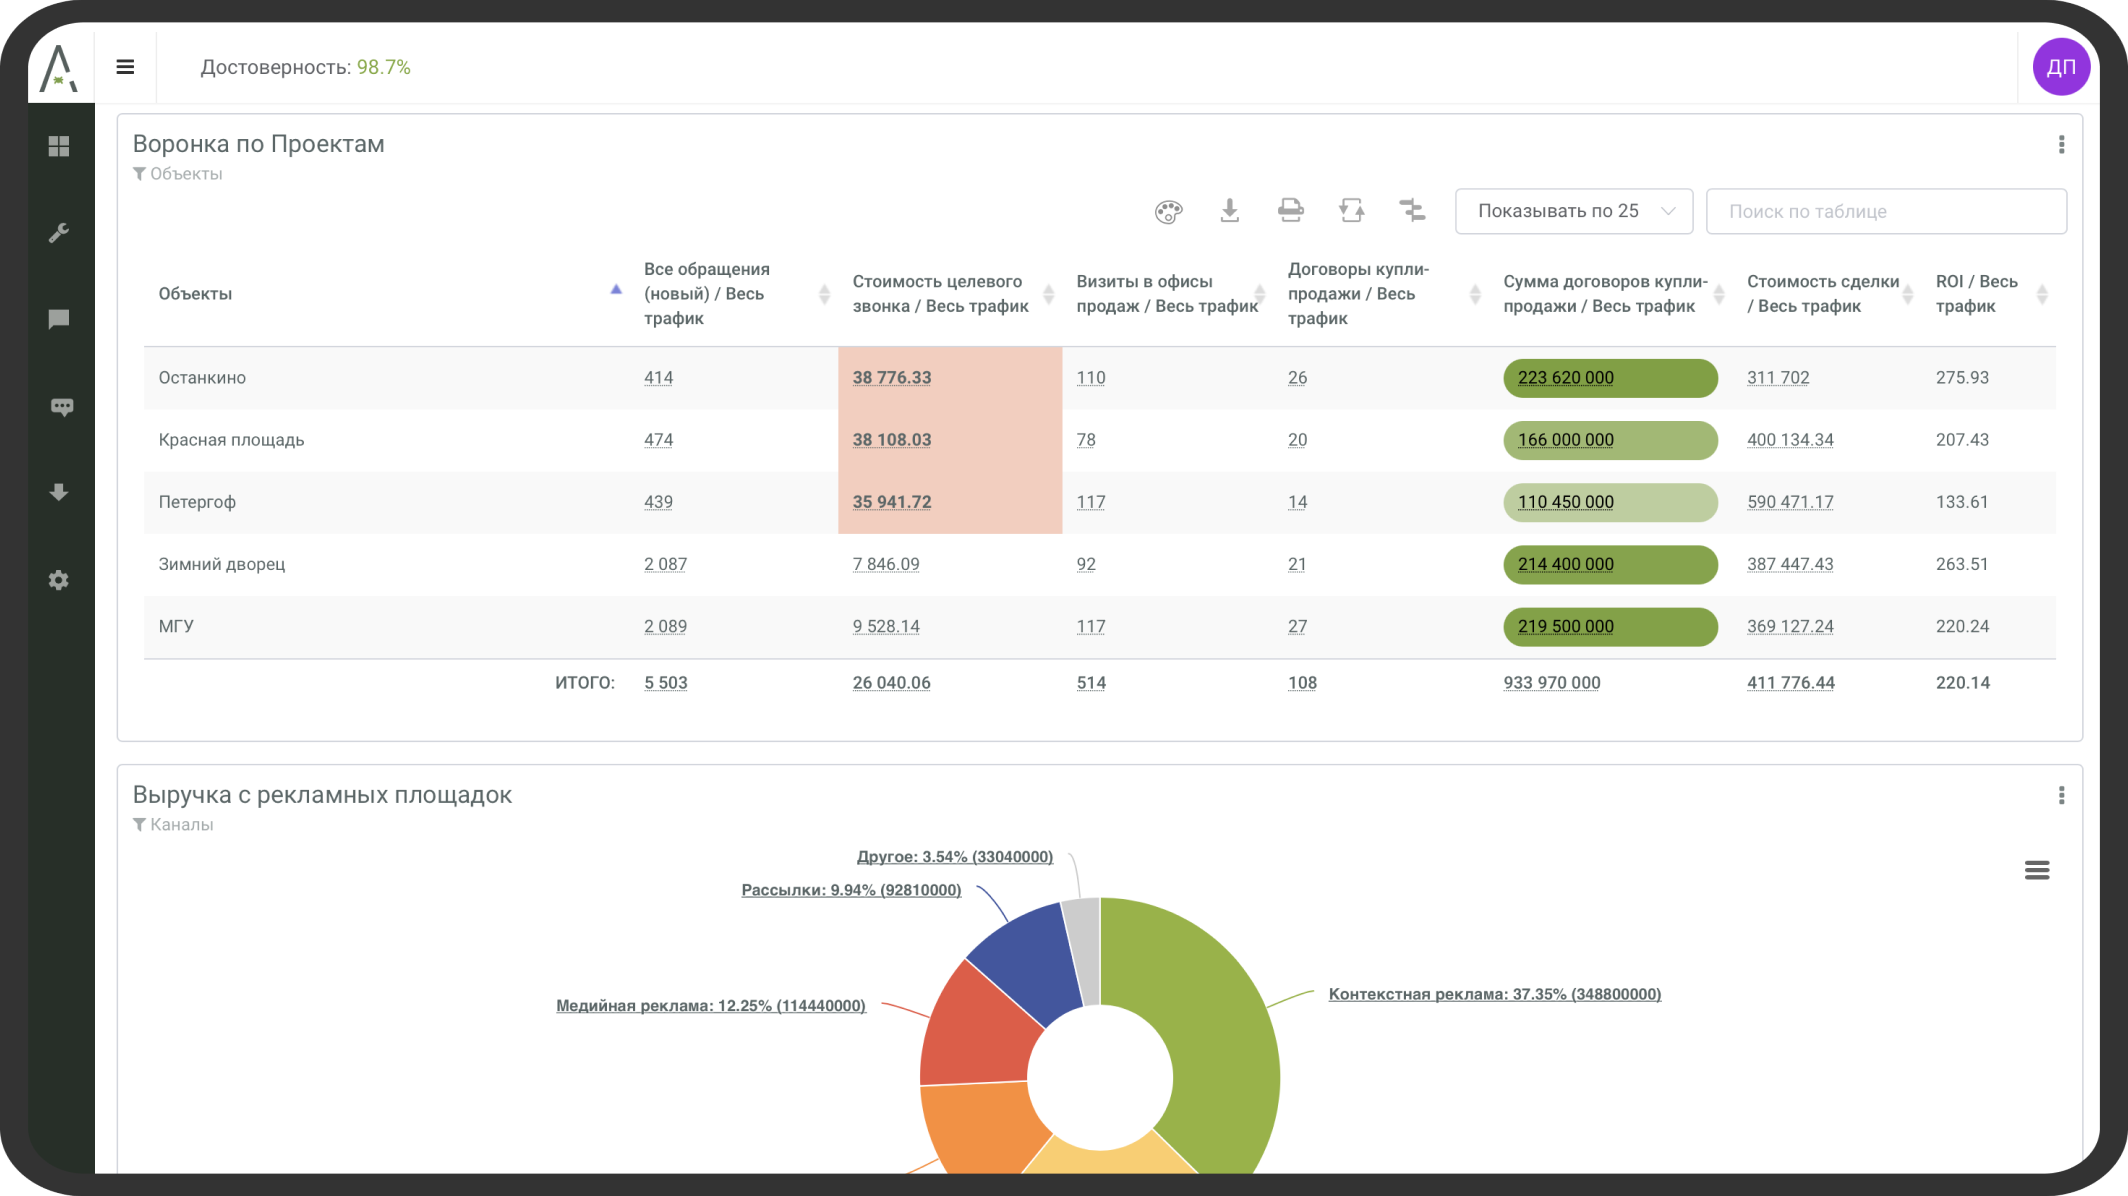 Достоверность: 98.7%
ДП
Воронка по Проектам
Объекты
Показывать по 25
Поиск по таблице
Объекты
Все обращения
(новый) / Весь
трафик
Стоимость целевого
звонка / Весь трафик
Визиты в офисы
продаж / Весь трафик
Договоры купли-
продажи / Весь
трафик
Сумма договоров купли-
продажи / Весь трафик
Стоимость сделки
/ Весь трафик
ROI / Весь
трафик
Останкино 414 38 776.33 110 26 223 620 000 311 702 275.93
Красная площадь 474 38 108.03 78 20 166 000 000 400 134.34 207.43
Петергоф 439 35 941.72 117 14 110 450 000 590 471.17 133.61
Зимний дворец 2 087 7 846.09 92 21 214 400 000 387 447.43 263.51
МГУ 2 089 9 528.14 117 27 219 500 000 369 127.24 220.24
ИТОГО: 5 503 26 040.06 514 108 933 970 000 411 776.44 220.14
Выручка с рекламных площадок
Каналы
Другое: 3.54% (33040000)
Рассылки: 9.94% (92810000)
Контекстная реклама: 37.35% (348800000)
Медийная реклама: 12.25% (114440000)